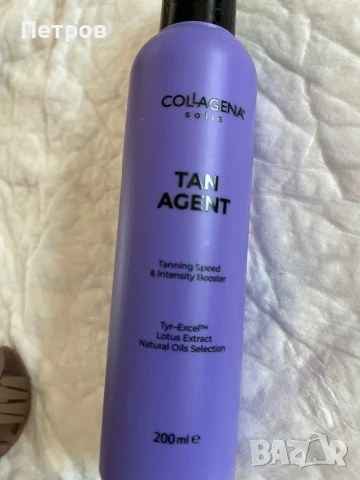 Петров
COLLAGENA®
solis
TAN
AGENT
Tanning Speed
& Intensity Booster
Tyr-Excel™
Lotus Extract
Natural Oils Selection
200ml e
BAZAR
bg